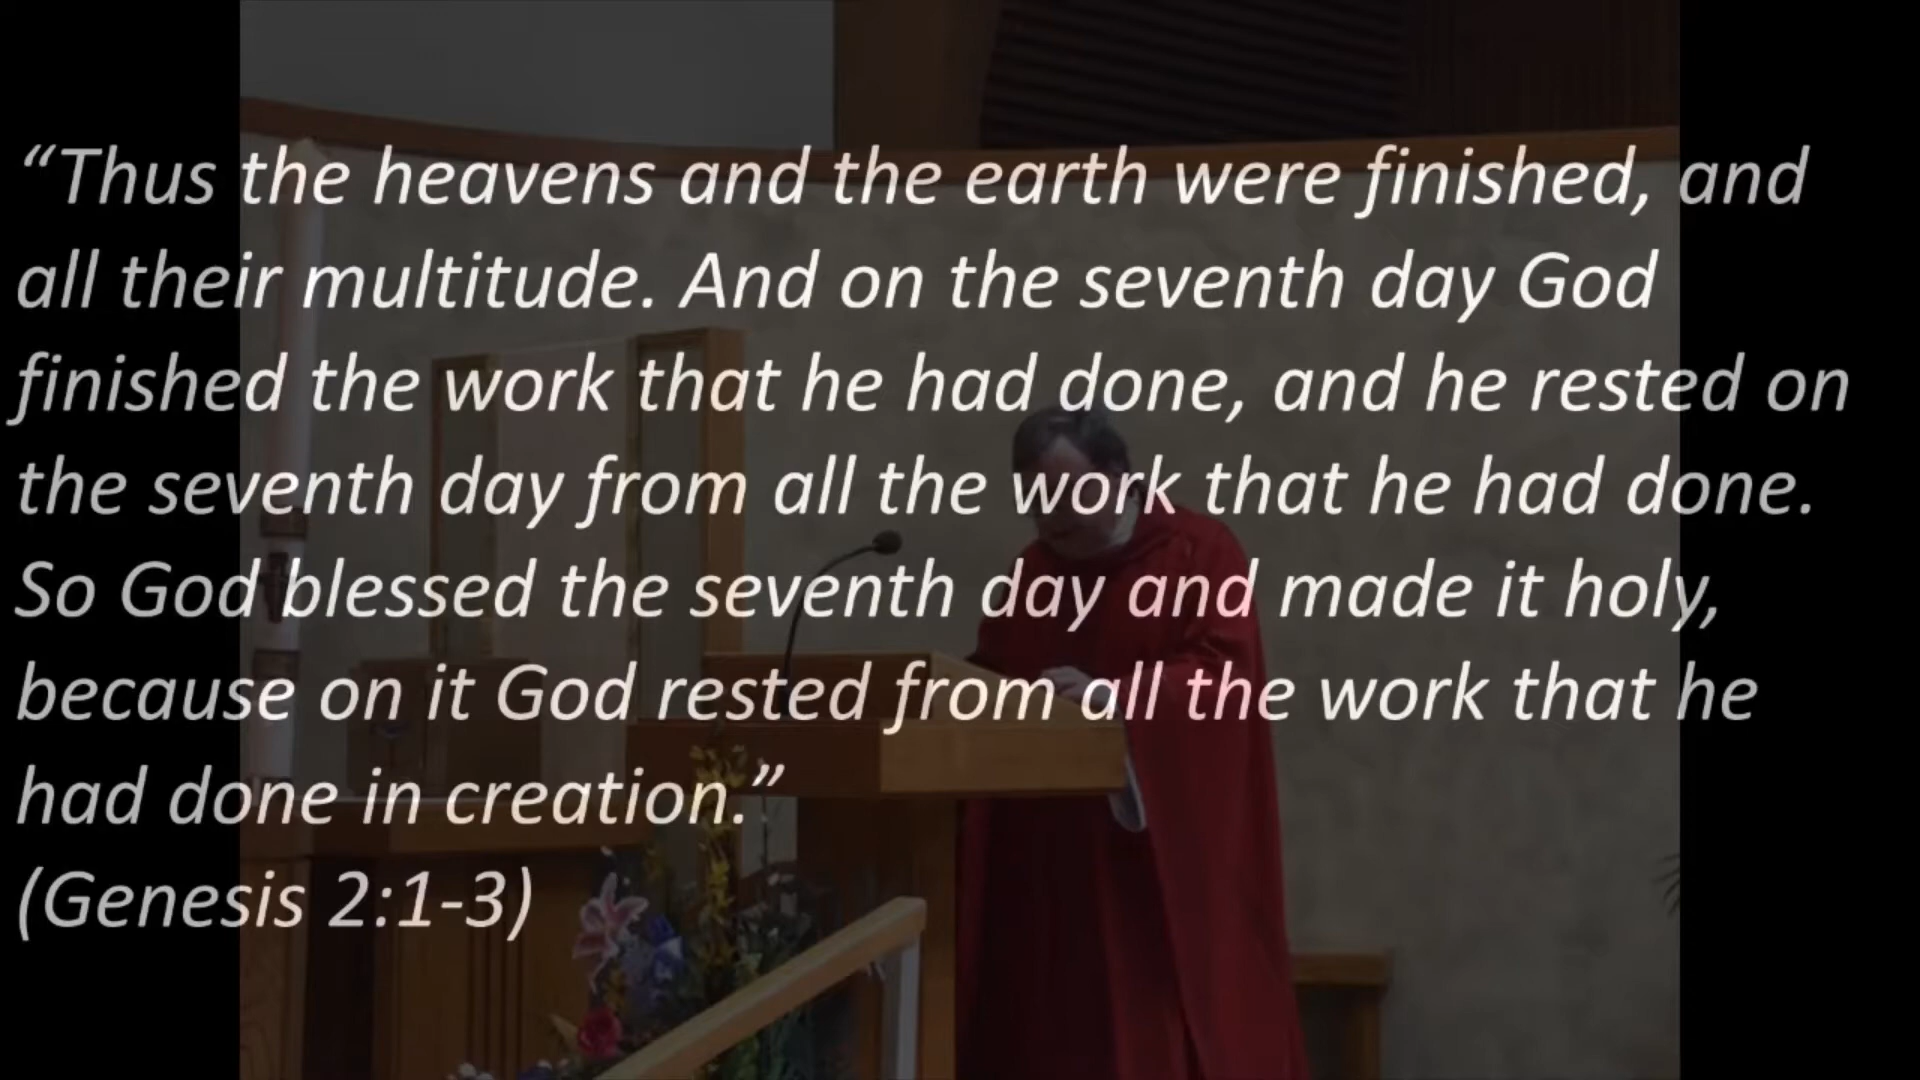 “Thus the heavens and the earth were finished, and
all their multitude. And on the seventh day God
finished the work that he had done, and he rested on
the seventh day from all the work that he had done.
So God blessed the seventh day and made it holy,
because on it God rested from all the work that he
had done in creation.”
(Genesis 2:1-3)